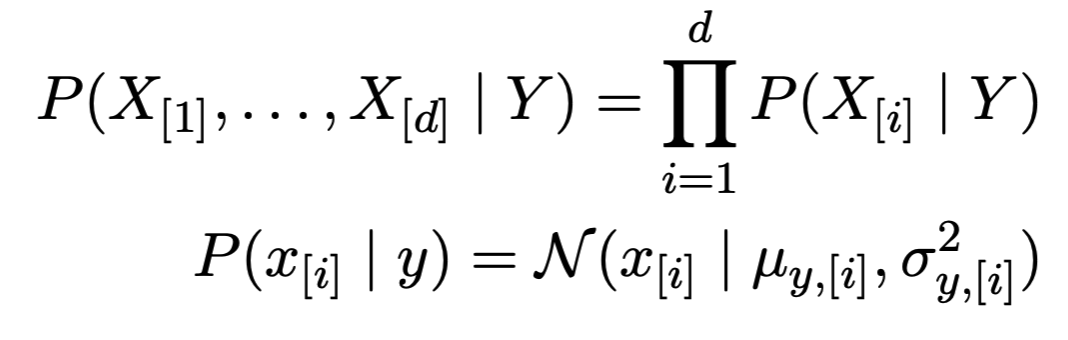 P(X_{[1]}, \ldots, X_{[d]} \mid Y) = \prod_{i=1}^{d} P(X_{[i]} \mid Y)
P(x_{[i]} \mid y) = \mathcal{N}(x_{[i]} \mid \mu_{y,[i]}, \sigma^2_{y,[i]})